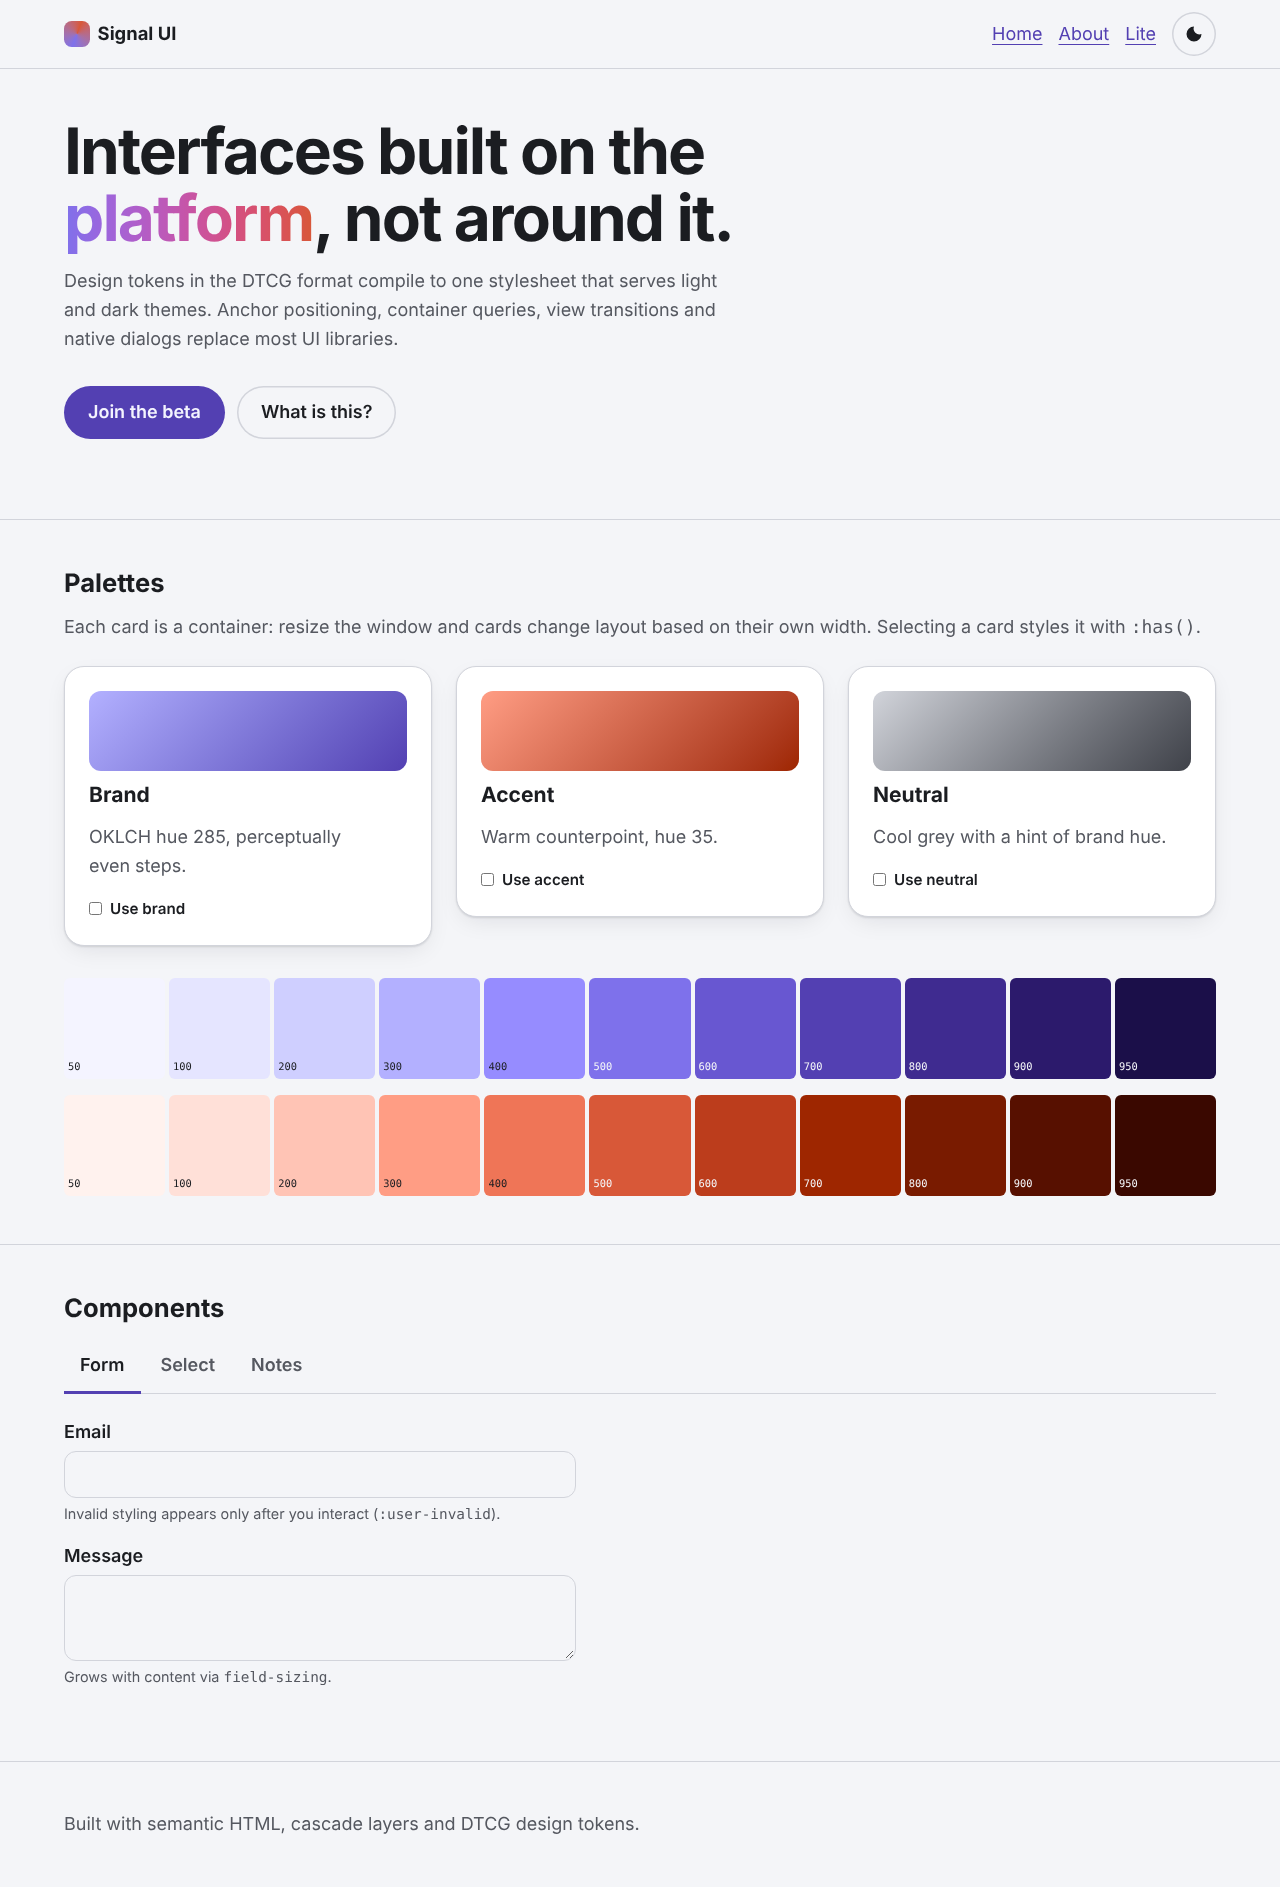 Signal UI
Home About Lite
Interfaces built on the
platform, not around it.
Design tokens in the DTCG format compile to one stylesheet that serves light
and dark themes. Anchor positioning, container queries, view transitions and
native dialogs replace most UI libraries.
Join the beta What is this?
Palettes
Each card is a container: resize the window and cards change layout based on their own width. Selecting a card styles it with :has().
Brand
OKLCH hue 285, perceptually
even steps.
Use brand
Accent
Warm counterpoint, hue 35.
Use accent
Neutral
Cool grey with a hint of brand hue.
Use neutral
50 100 200 300 400 500 600 700 800 900 950
50 100 200 300 400 500 600 700 800 900 950
Components
Form Select Notes
Email
Invalid styling appears only after you interact (:user-invalid).
Message
Grows with content via field-sizing.
Built with semantic HTML, cascade layers and DTCG design tokens.